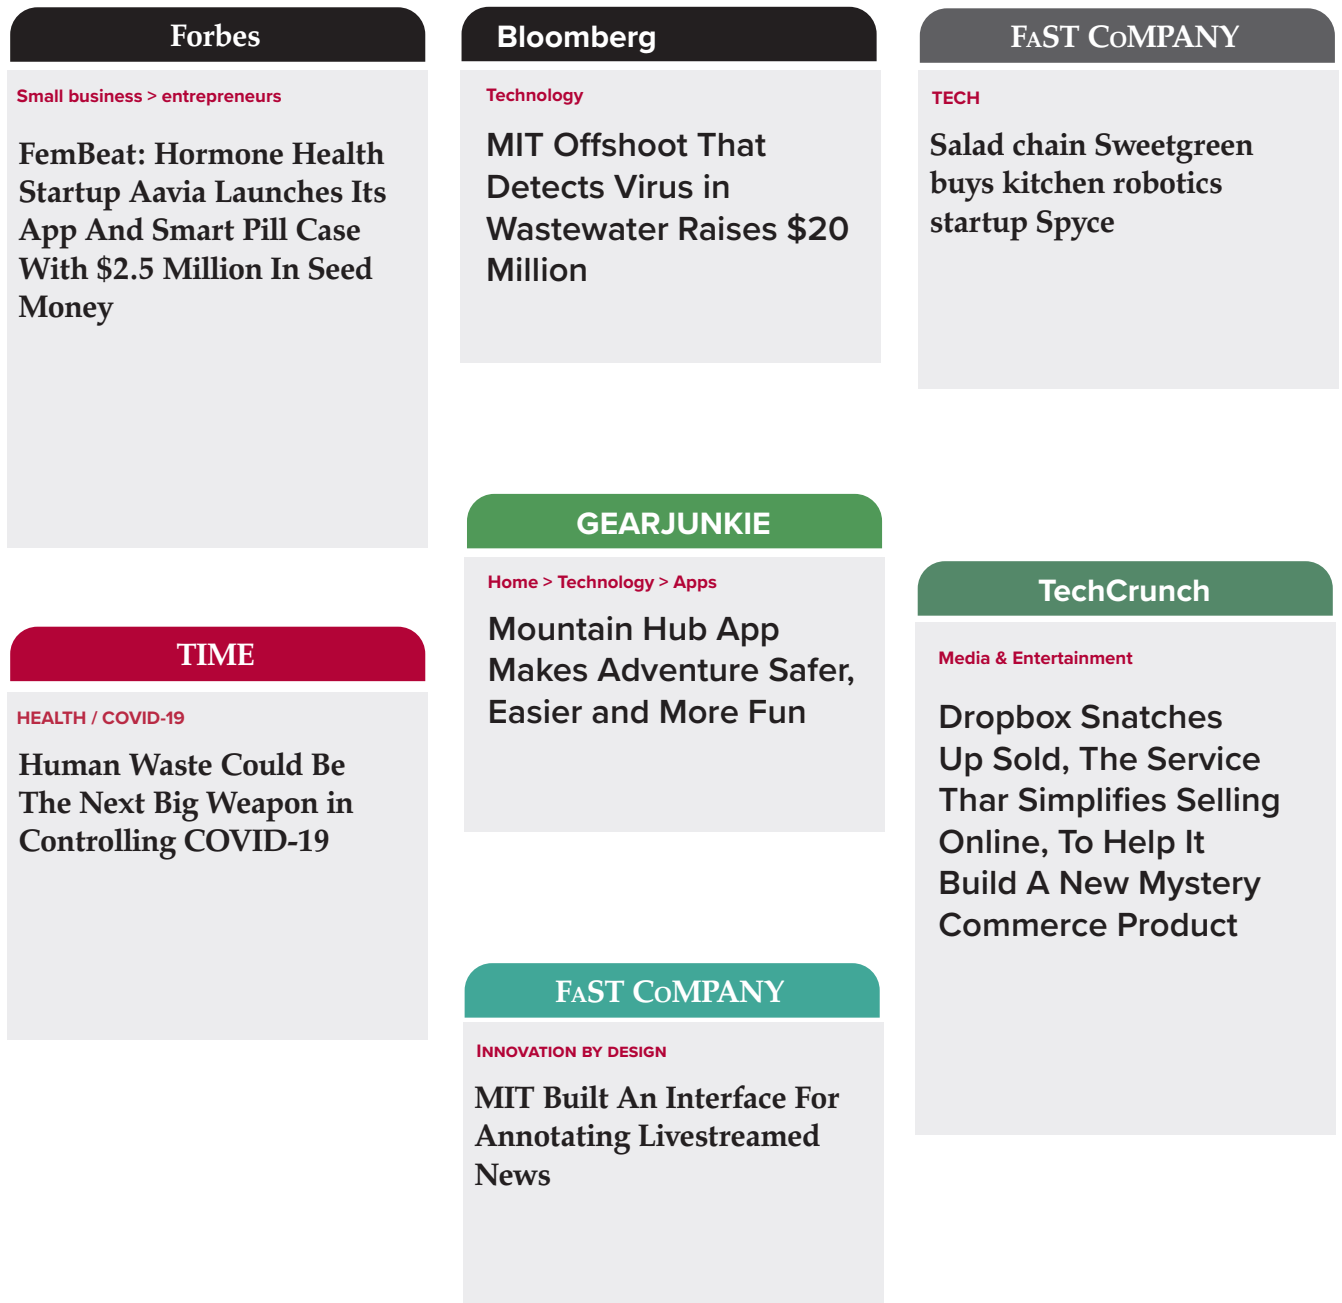 Forbes
Small business > entrepreneurs
FemBeat: Hormone Health
Startup Aavia Launches Its
App And Smart Pill Case
With $2.5 Million In Seed
Money
TIME
HEALTH / COVID-19
Human Waste Could Be
The Next Big Weapon in
Controlling COVID-19
Bloomberg
Technology
MIT Offshoot That
Detects Virus in
Wastewater Raises $20
Million
GEARJUNKIE
Home > Technology > Apps
Mountain Hub App
Makes Adventure Safer,
Easier and More Fun
FaST CoMPANY
Innovation by design
MIT Built An Interface For
Annotating Livestreamed
News
FaST CoMPANY
TECH
Salad chain Sweetgreen
buys kitchen robotics
startup Spyce
TechCrunch
Media & Entertainment
Dropbox Snatches
Up Sold, The Service
Thar Simplifies Selling
Online, To Help It
Build A New Mystery
Commerce Product